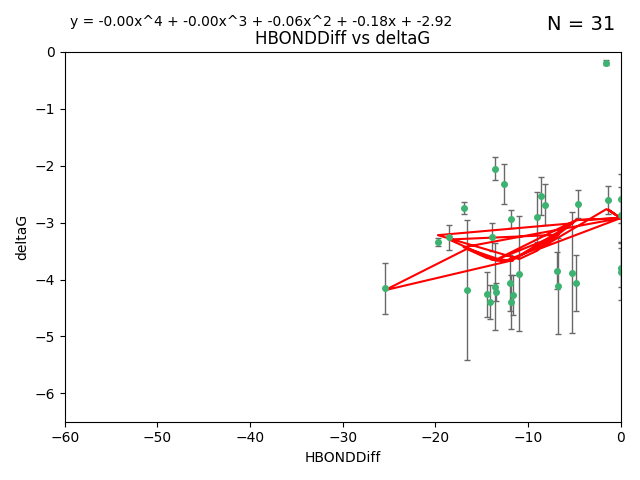 y = -0.00x^4 + -0.00x^3 + -0.06x^2 + -0.18x + -2.92
N = 31
HBONDDiff vs deltaG
0
−1
−2
−3
−4
−5
−6
deltaG
−60 −50 −40 −30 −20 −10 0
HBONDDiff